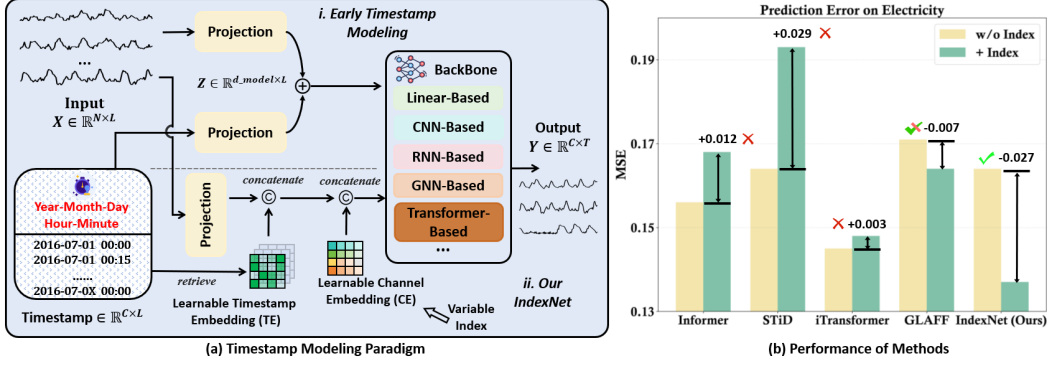 i. Early Timestamp
Modeling
Projection
...
Input
X ∈ ℝ^{N×L}
Z ∈ ℝ^{d_model×L}
Projection
BackBone
Linear-Based
CNN-Based
RNN-Based
GNN-Based
Transformer-
Based
...
Output
Y ∈ ℝ^{C×T}
Year-Month-Day
Hour-Minute
2016-07-01 00:00
2016-07-01 00:15
......
2016-07-0X 00:00
Timestamp ∈ ℝ^{C×L}
Projection
concatenate
concatenate
C
C
retrieve
Learnable Timestamp
Embedding (TE)
Learnable Channel
Embedding (CE)
Variable
Index
ii. Our
IndexNet
(a) Timestamp Modeling Paradigm
Prediction Error on Electricity
w/o Index
+ Index
MSE
0.19
0.17
0.15
0.13
+0.012
+0.029
+0.003
-0.007
-0.027
Informer
STiD
iTransformer
GLAFF
IndexNet (Ours)
(b) Performance of Methods